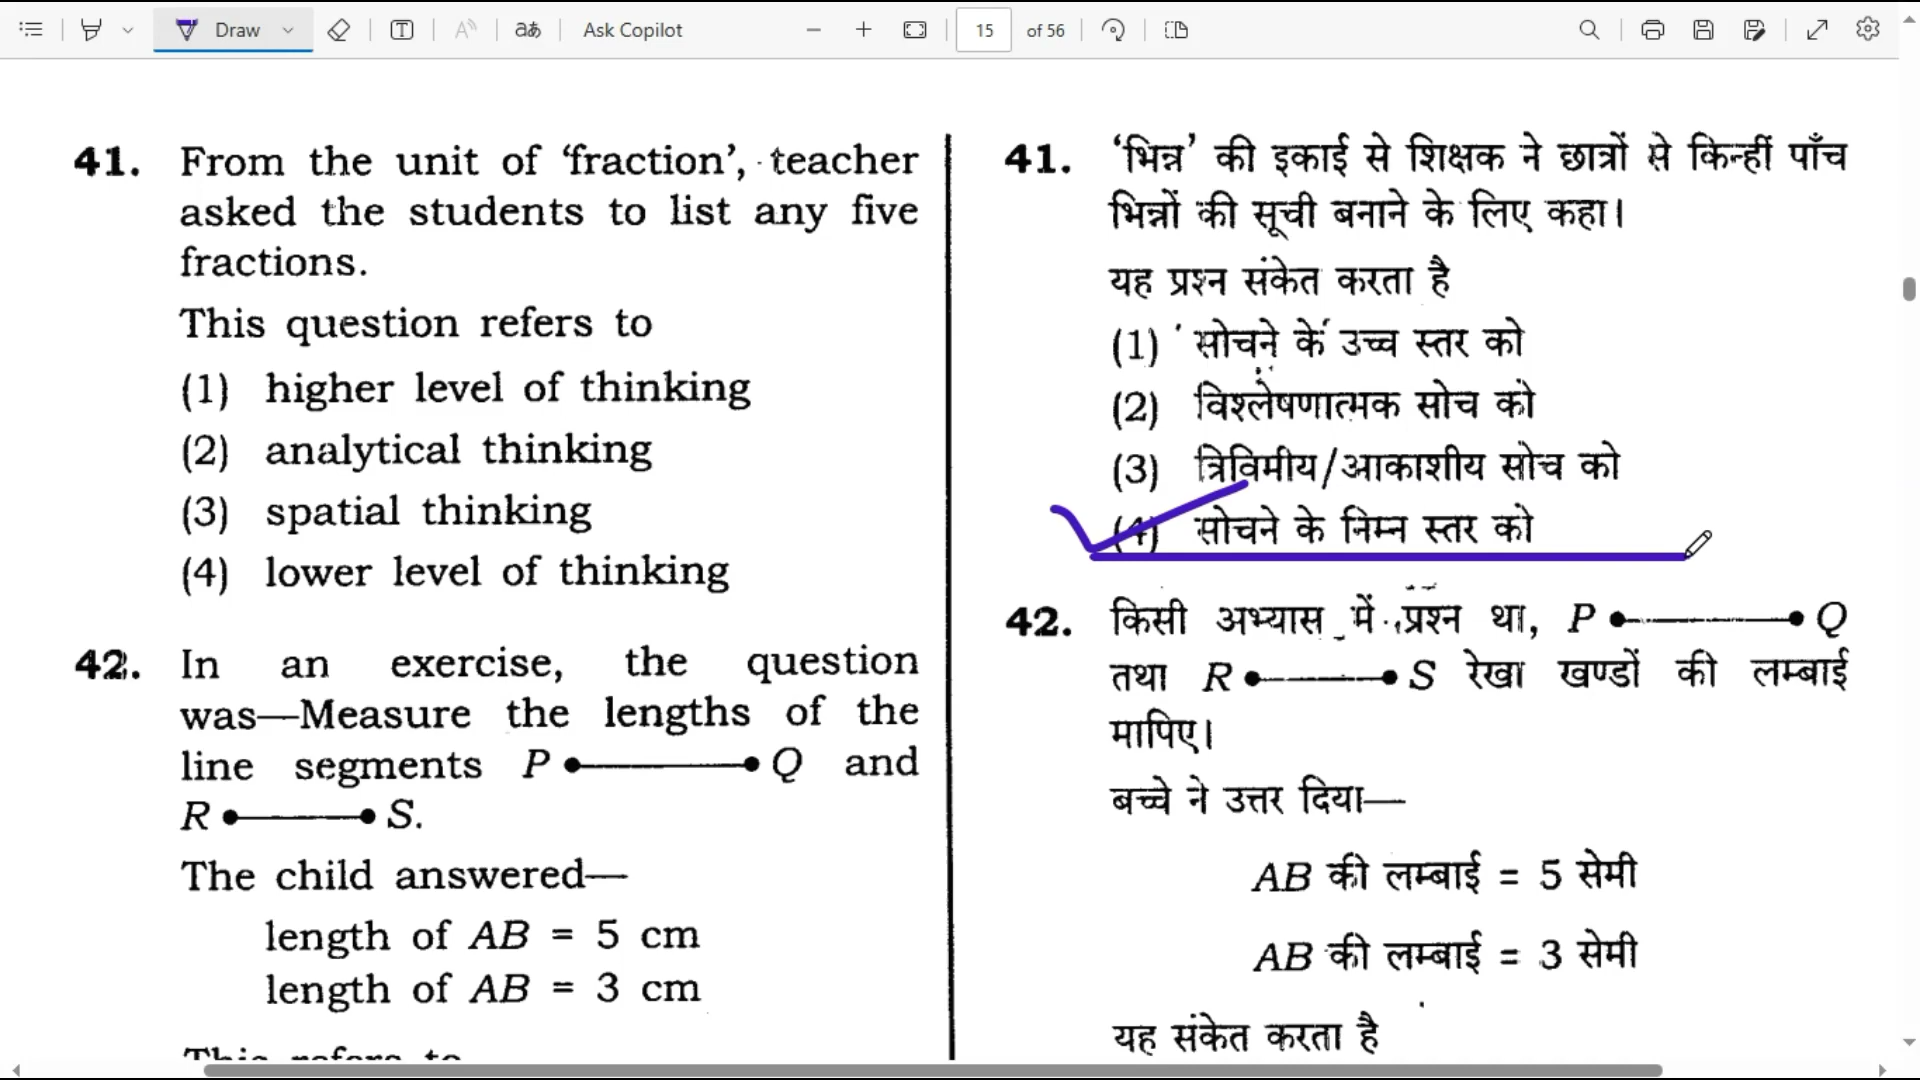 Draw
Ask Copilot
15 of 56
41. From the unit of 'fraction', teacher
asked the students to list any five
fractions.
This question refers to
(1) higher level of thinking
(2) analytical thinking
(3) spatial thinking
(4) lower level of thinking
42. In an exercise, the question
was—Measure the lengths of the
line segments P Q and
R S.
The child answered—
length of AB = 5 cm
length of AB = 3 cm
This refers to
41. 'भिन्न' की इकाई से शिक्षक ने छात्रों से किन्हीं पाँच
भिन्नों की सूची बनाने के लिए कहा।
यह प्रश्न संकेत करता है
(1) सोचने के उच्च स्तर को
(2) विश्लेषणात्मक सोच को
(3) त्रिविमीय/आकाशीय सोच को
(4) सोचने के निम्न स्तर को
42. किसी अभ्यास में प्रश्न था, P Q
तथा R S रेखा खण्डों की लम्बाई
मापिए।
बच्चे ने उत्तर दिया—
AB की लम्बाई = 5 सेमी
AB की लम्बाई = 3 सेमी
यह संकेत करता है